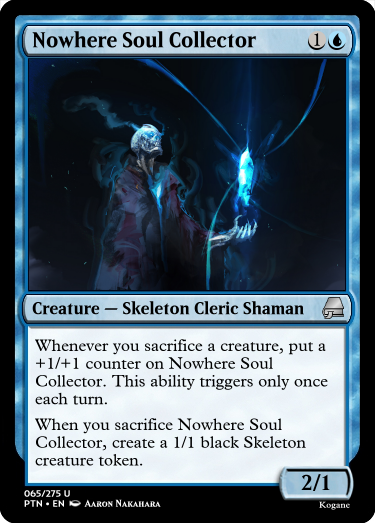 Nowhere Soul Collector 1
Creature — Skeleton Cleric Shaman
Whenever you sacrifice a creature, put a
+1/+1 counter on Nowhere Soul
Collector. This ability triggers only once
each turn.
When you sacrifice Nowhere Soul
Collector, create a 1/1 black Skeleton
creature token.
2/1
065/275 U
PTN • EN Aaron Nakahara
Kogane